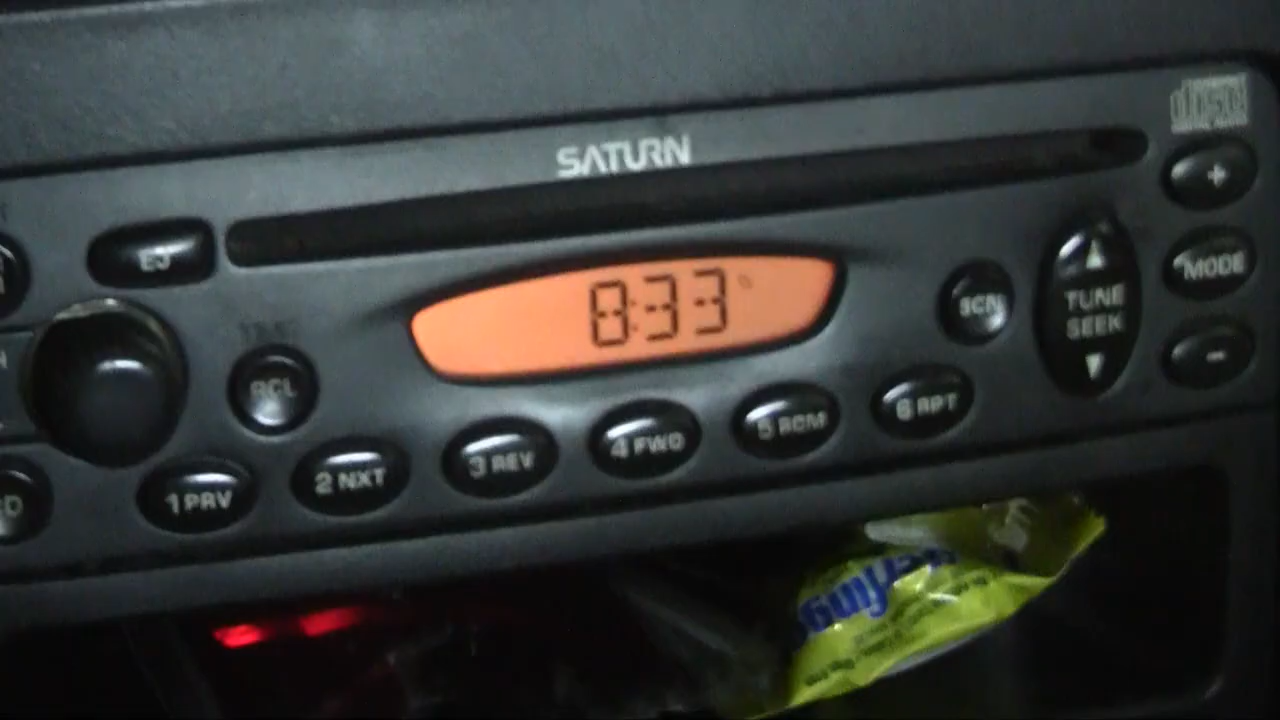 disc
SATURN
+
EJ
MODE
8:33
SCN
TUNE
SEEK
-
RCL
6 RPT
5 RDM
4 FWD
3 REV
2 NXT
1 PRV